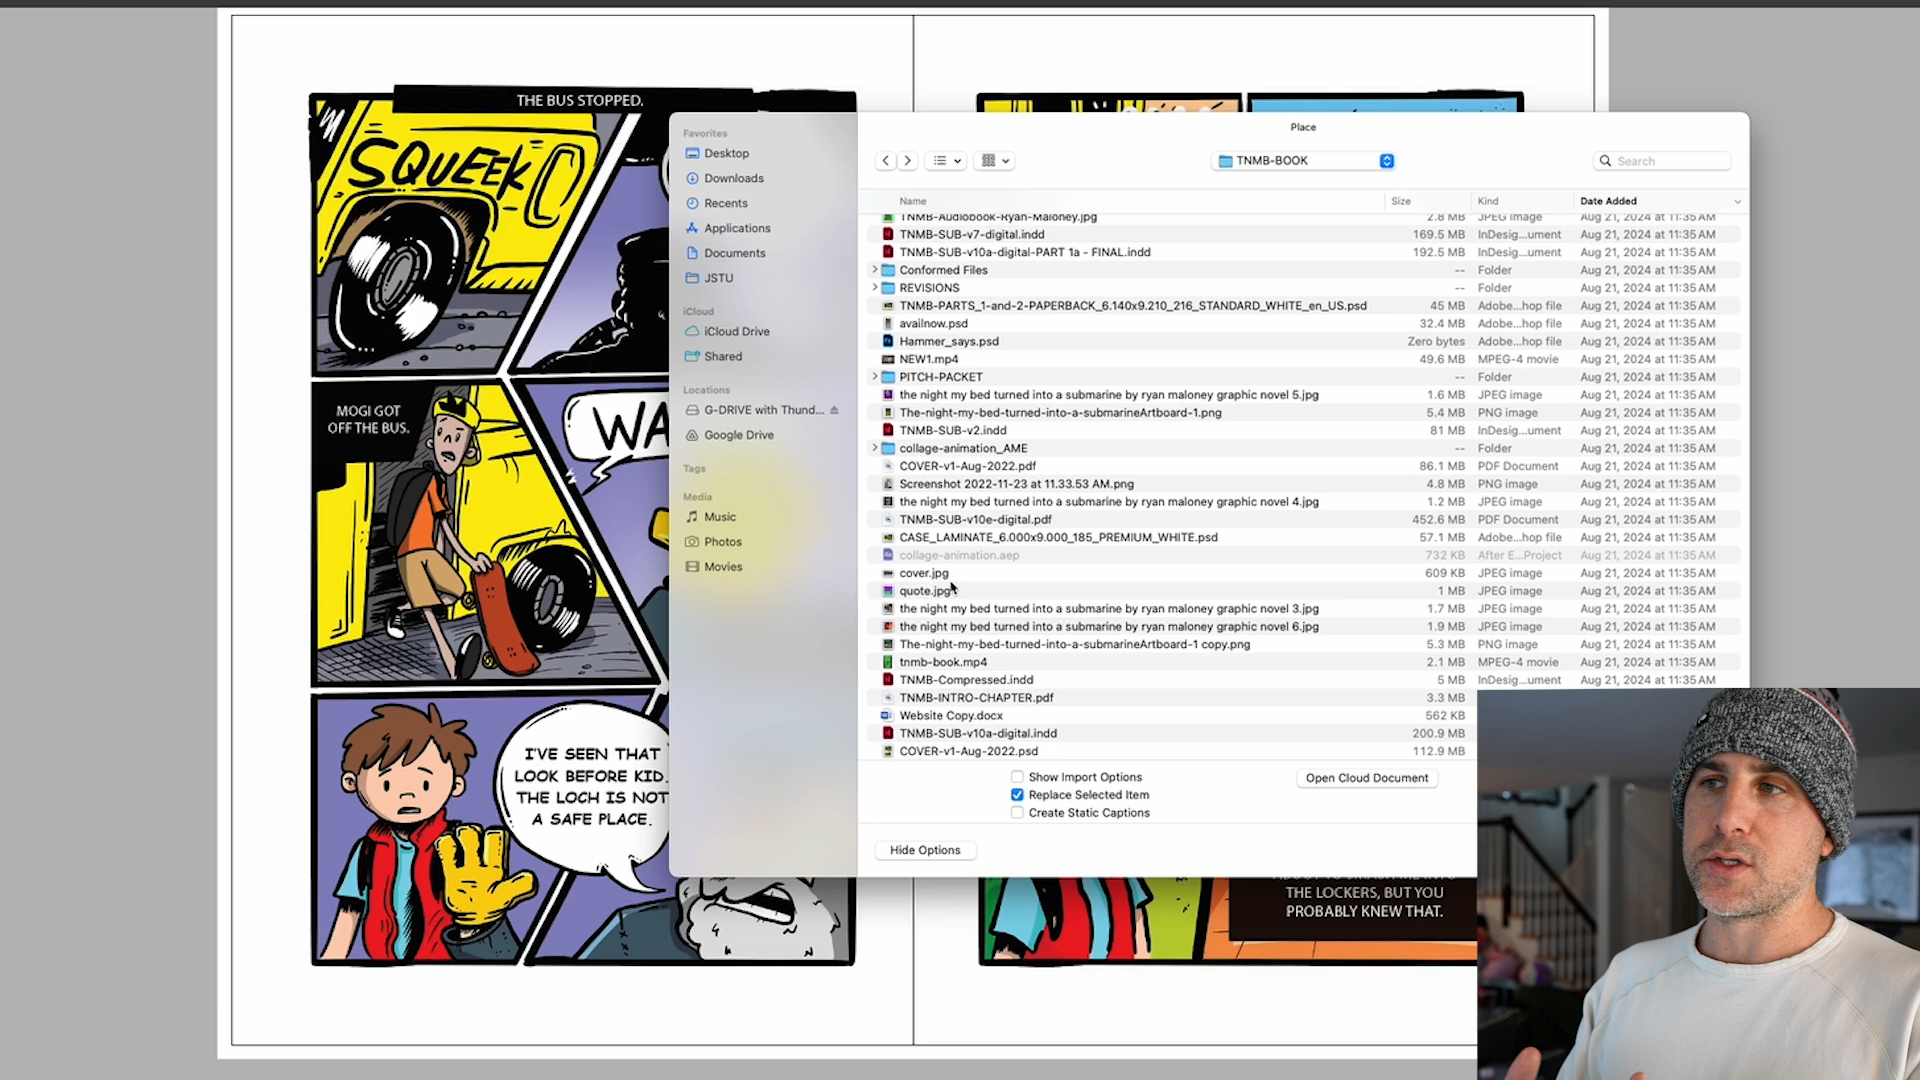 THE BUS STOPPED.
SQUEEK
MOGI GOT
OFF THE BUS.
WA
I'VE SEEN THAT
LOOK BEFORE KID.
THE LOCH IS NOT
A SAFE PLACE.
Favorites
Desktop
Downloads
Recents
Applications
Documents
JSTU
iCloud
iCloud Drive
Shared
Locations
G-DRIVE with Thund...
Google Drive
Tags
Media
Music
Photos
Movies
Place
TNMB-BOOK
Search
Name Size Kind Date Added
TNMB-Audiobook-Ryan-Maloney.jpg 2.8 MB JPEG image Aug 21, 2024 at 11:35 AM
TNMB-SUB-v7-digital.indd 169.5 MB InDesig...ument Aug 21, 2024 at 11:35 AM
TNMB-SUB-v10a-digital-PART 1a - FINAL.indd 192.5 MB InDesig...ument Aug 21, 2024 at 11:35 AM
Conformed Files -- Folder Aug 21, 2024 at 11:35 AM
REVISIONS -- Folder Aug 21, 2024 at 11:35 AM
TNMB-PARTS_1-and-2-PAPERBACK_6.140x9.210_216_STANDARD_WHITE_en_US.psd 45 MB Adobe...hop file Aug 21, 2024 at 11:35 AM
availnow.psd 32.4 MB Adobe...hop file Aug 21, 2024 at 11:35 AM
Hammer_says.psd Zero bytes Adobe...hop file Aug 21, 2024 at 11:35 AM
NEW1.mp4 49.6 MB MPEG-4 movie Aug 21, 2024 at 11:35 AM
PITCH-PACKET -- Folder Aug 21, 2024 at 11:35 AM
the night my bed turned into a submarine by ryan maloney graphic novel 5.jpg 1.6 MB JPEG image Aug 21, 2024 at 11:35 AM
The-night-my-bed-turned-into-a-submarineArtboard-1.png 5.4 MB PNG image Aug 21, 2024 at 11:35 AM
TNMB-SUB-v2.indd 81 MB InDesig...ument Aug 21, 2024 at 11:35 AM
collage-animation_AME -- Folder Aug 21, 2024 at 11:35 AM
COVER-v1-Aug-2022.pdf 86.1 MB PDF Document Aug 21, 2024 at 11:35 AM
Screenshot 2022-11-23 at 11.33.53 AM.png 4.8 MB PNG image Aug 21, 2024 at 11:35 AM
the night my bed turned into a submarine by ryan maloney graphic novel 4.jpg 1.2 MB JPEG image Aug 21, 2024 at 11:35 AM
TNMB-SUB-v10e-digital.pdf 452.6 MB PDF Document Aug 21, 2024 at 11:35 AM
CASE_LAMINATE_6.000x9.000_185_PREMIUM_WHITE.psd 57.1 MB Adobe...hop file Aug 21, 2024 at 11:35 AM
collage-animation.aep 732 KB After E...Project Aug 21, 2024 at 11:35 AM
cover.jpg 609 KB JPEG image Aug 21, 2024 at 11:35 AM
quote.jpg 1 MB JPEG image Aug 21, 2024 at 11:35 AM
the night my bed turned into a submarine by ryan maloney graphic novel 3.jpg 1.7 MB JPEG image Aug 21, 2024 at 11:35 AM
the night my bed turned into a submarine by ryan maloney graphic novel 6.jpg 1.9 MB JPEG image Aug 21, 2024 at 11:35 AM
The-night-my-bed-turned-into-a-submarineArtboard-1 copy.png 5.3 MB PNG image Aug 21, 2024 at 11:35 AM
tnmb-book.mp4 2.1 MB MPEG-4 movie Aug 21, 2024 at 11:35 AM
TNMB-Compressed.indd 5 MB InDesig...ument Aug 21, 2024 at 11:35 AM
TNMB-INTRO-CHAPTER.pdf 3.3 MB
Website Copy.docx 562 KB
TNMB-SUB-v10a-digital.indd 200.9 MB
COVER-v1-Aug-2022.psd 112.9 MB
Show Import Options
Replace Selected Item
Create Static Captions
Open Cloud Document
Hide Options
THE LOCKERS, BUT YOU
PROBABLY KNEW THAT.